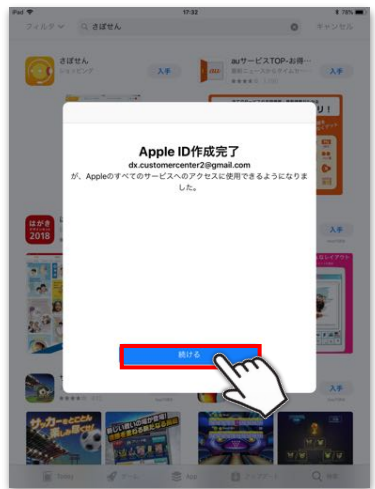 iPad
17:32
78%
フィルタ
さぽせん
キャンセル
さぽせん
ショッピング
入手
auサービスTOP-お得…
入手
Apple ID作成完了
dx.customercenter2@gmail.com
が、Appleのすべてのサービスへのアクセスに使用できるようになりま
した。
はがき
2018
入手
続ける
入手
サッカーをとことん
楽しみ尽くせ!
Today
ゲーム
App
アップデート
検索